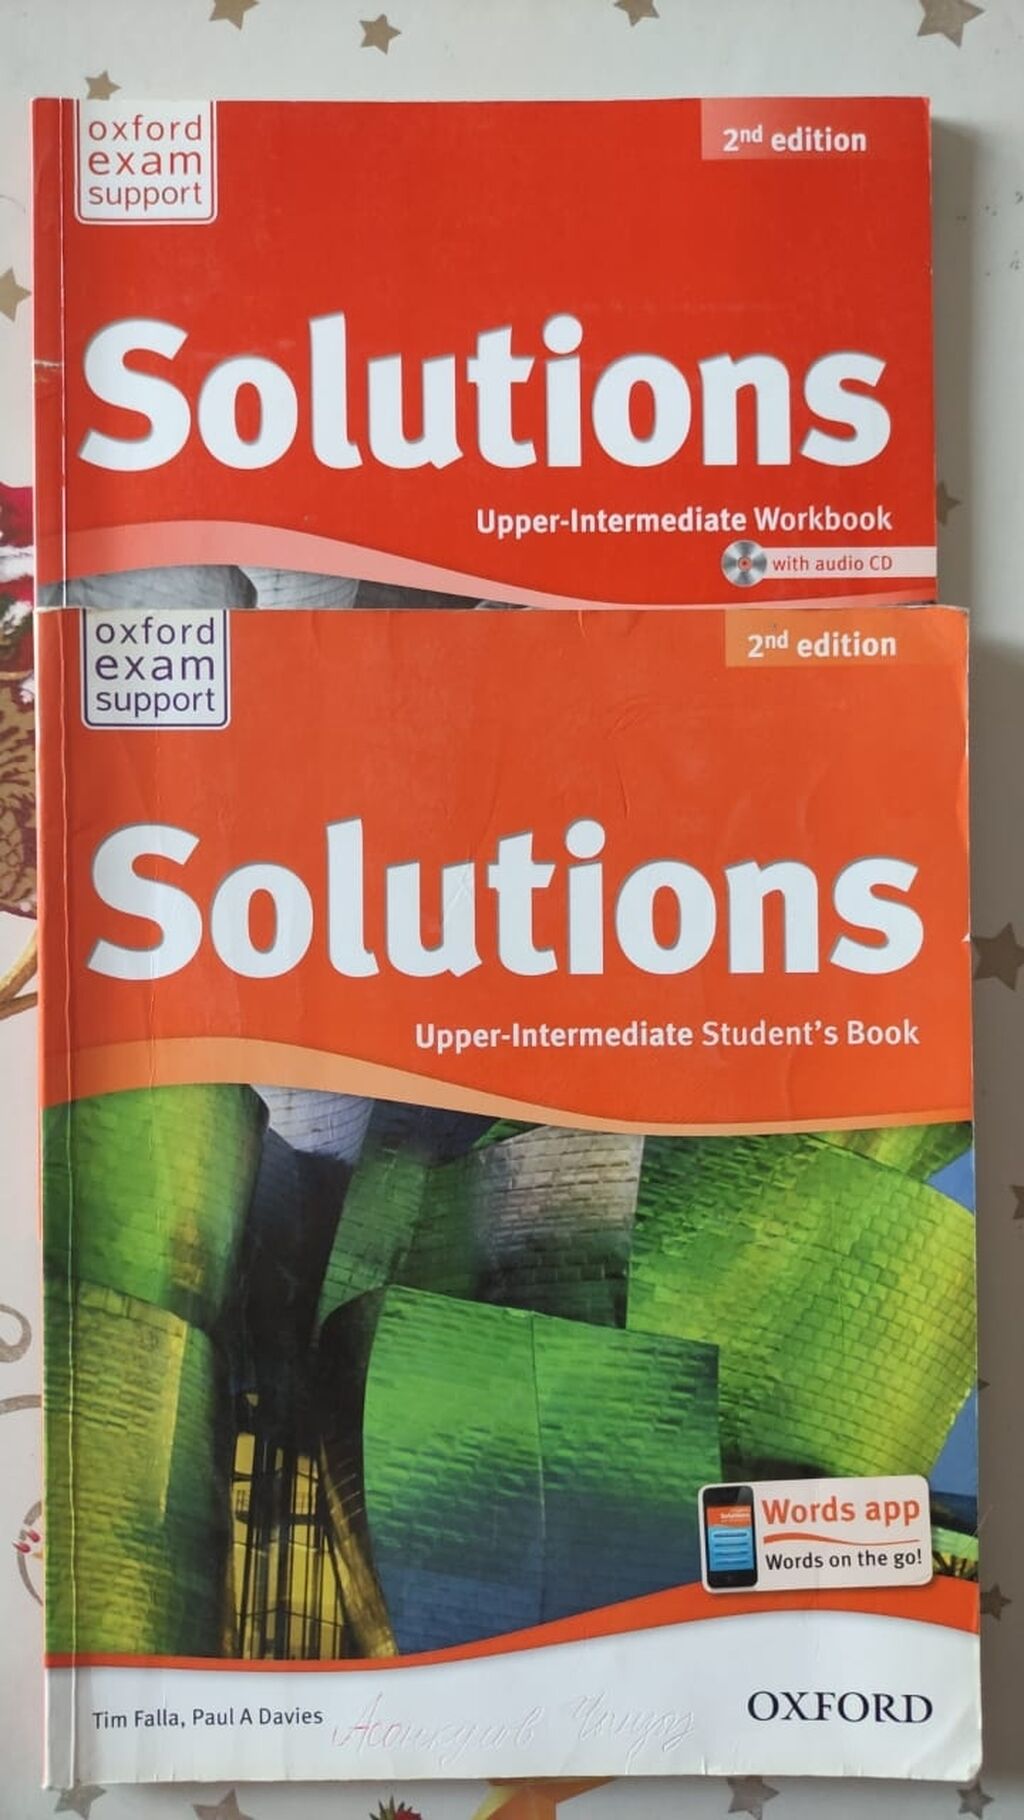 oxford
exam
support
2nd edition
Solutions
Upper-Intermediate Workbook
with audio CD
oxford
exam
support
2nd edition
Solutions
Upper-Intermediate Student's Book
Words app
Words on the go!
Tim Falla, Paul A Davies
Асанкулов
OXFORD